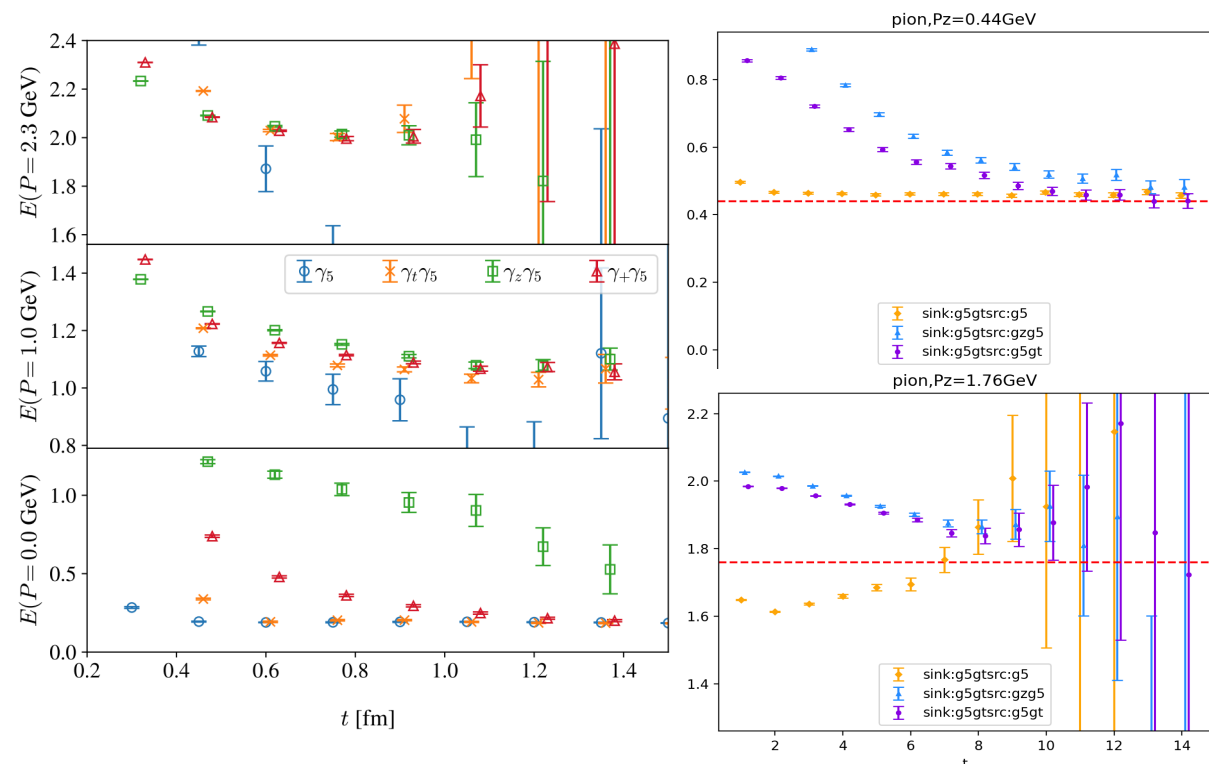 2.4
2.2
2.0
1.8
1.6
E(P = 2.3 GeV)
1.4
1.2
1.0
0.8
E(P = 1.0 GeV)
γ₅
γₜγ₅
γ_zγ₅
γ₊γ₅
1.0
0.5
0.0
E(P = 0.0 GeV)
0.2
0.4
0.6
0.8
1.0
1.2
1.4
t [fm]
pion,Pz=0.44GeV
0.8
0.6
0.4
0.2
0.0
sink:g5gtsrc:g5
sink:g5gtsrc:gzg5
sink:g5gtsrc:g5gt
pion,Pz=1.76GeV
2.2
2.0
1.8
1.6
1.4
sink:g5gtsrc:g5
sink:g5gtsrc:gzg5
sink:g5gtsrc:g5gt
2
4
6
8
10
12
14